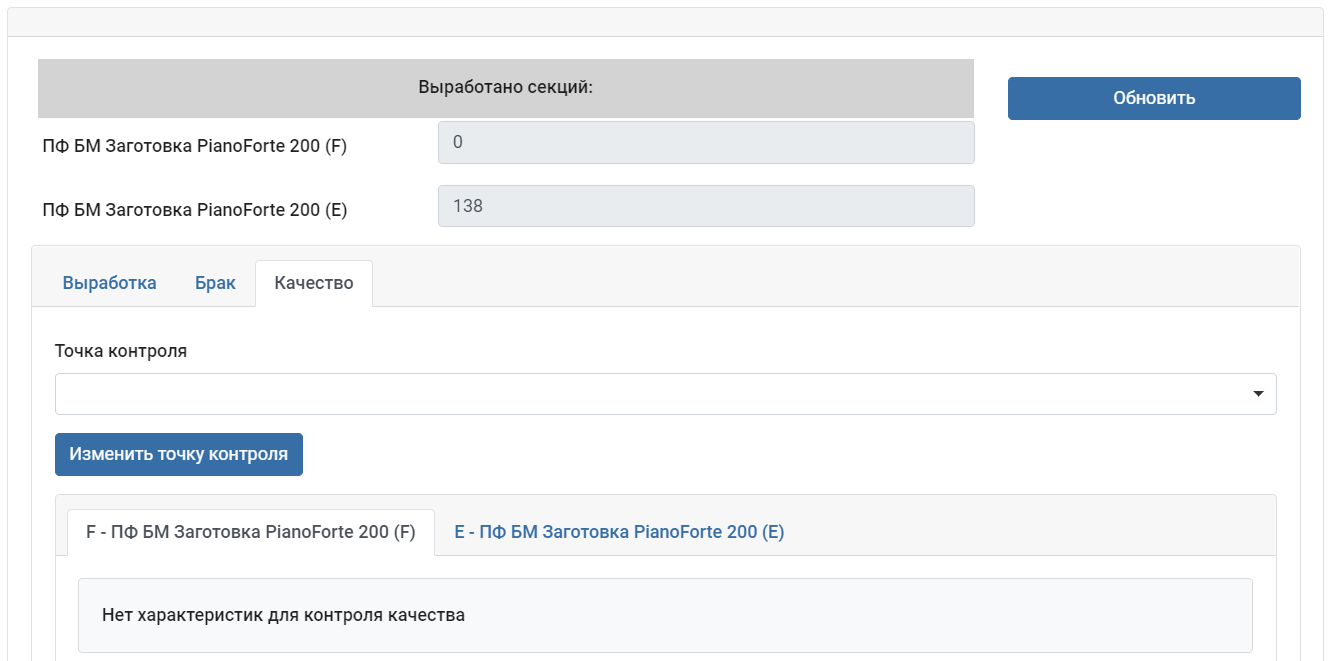 Выработано секций:
Обновить
ПФ БМ Заготовка PianoForte 200 (F)
0
ПФ БМ Заготовка PianoForte 200 (E)
138
Выработка
Брак
Качество
Точка контроля
Изменить точку контроля
F - ПФ БМ Заготовка PianoForte 200 (F)
E - ПФ БМ Заготовка PianoForte 200 (E)
Нет характеристик для контроля качества